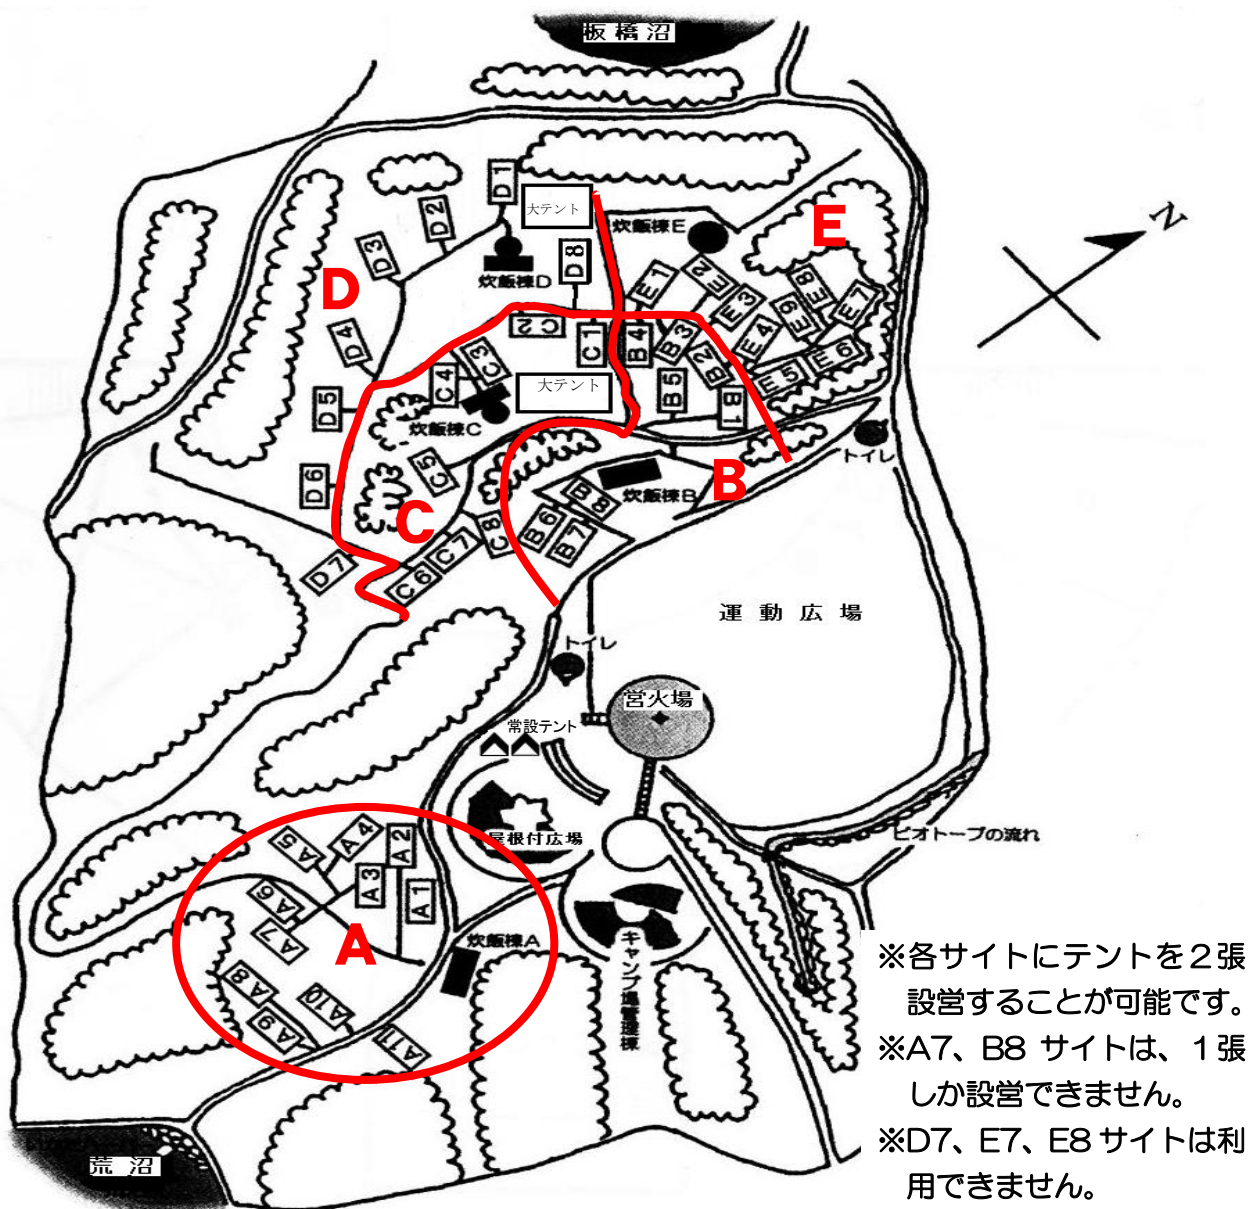 板橋沼
D1
大テント
D2
炊飯棟E
E
D3
D8
炊飯棟D
D
E1
E2
E3
E4
E9
E8
E7
C2
C
B4
B3
B2
E5
E6
D4
C3
C4
大テント
B5
B1
D5
炊飯棟C
トイレ
C5
D6
炊飯棟B
B
B8
C
C8
B6
B7
C7
D7
C6
運動広場
トイレ
営火場
常設テント
屋根付広場
ビオトープの流れ
A5
A4
A2
A3
A1
A6
A7
A
炊飯棟A
キャンプ場管理棟
A8
A10
A9
A11
荒沼
N
※各サイトにテントを2張
設営することが可能です。
※A7、B8 サイトは、1張
しか設営できません。
※D7、E7、E8 サイトは利
用できません。